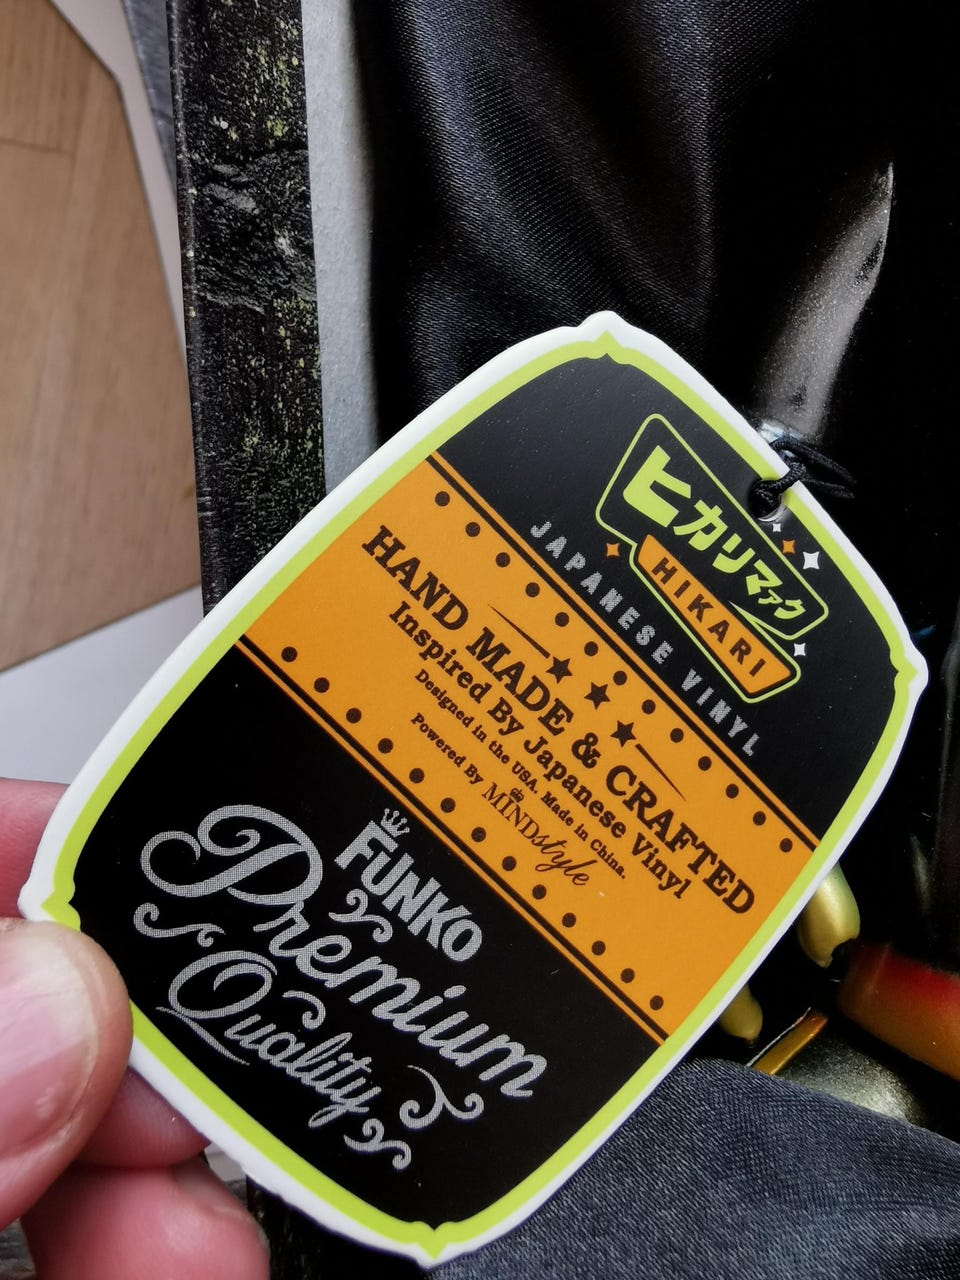 ヒカリマァク
HIKARI
JAPANESE VINYL
HAND MADE & CRAFTED
Inspired By Japanese Vinyl
Designed in the USA. Made in China.
Powered By MINDstyle
FUNKO
Premium
Quality